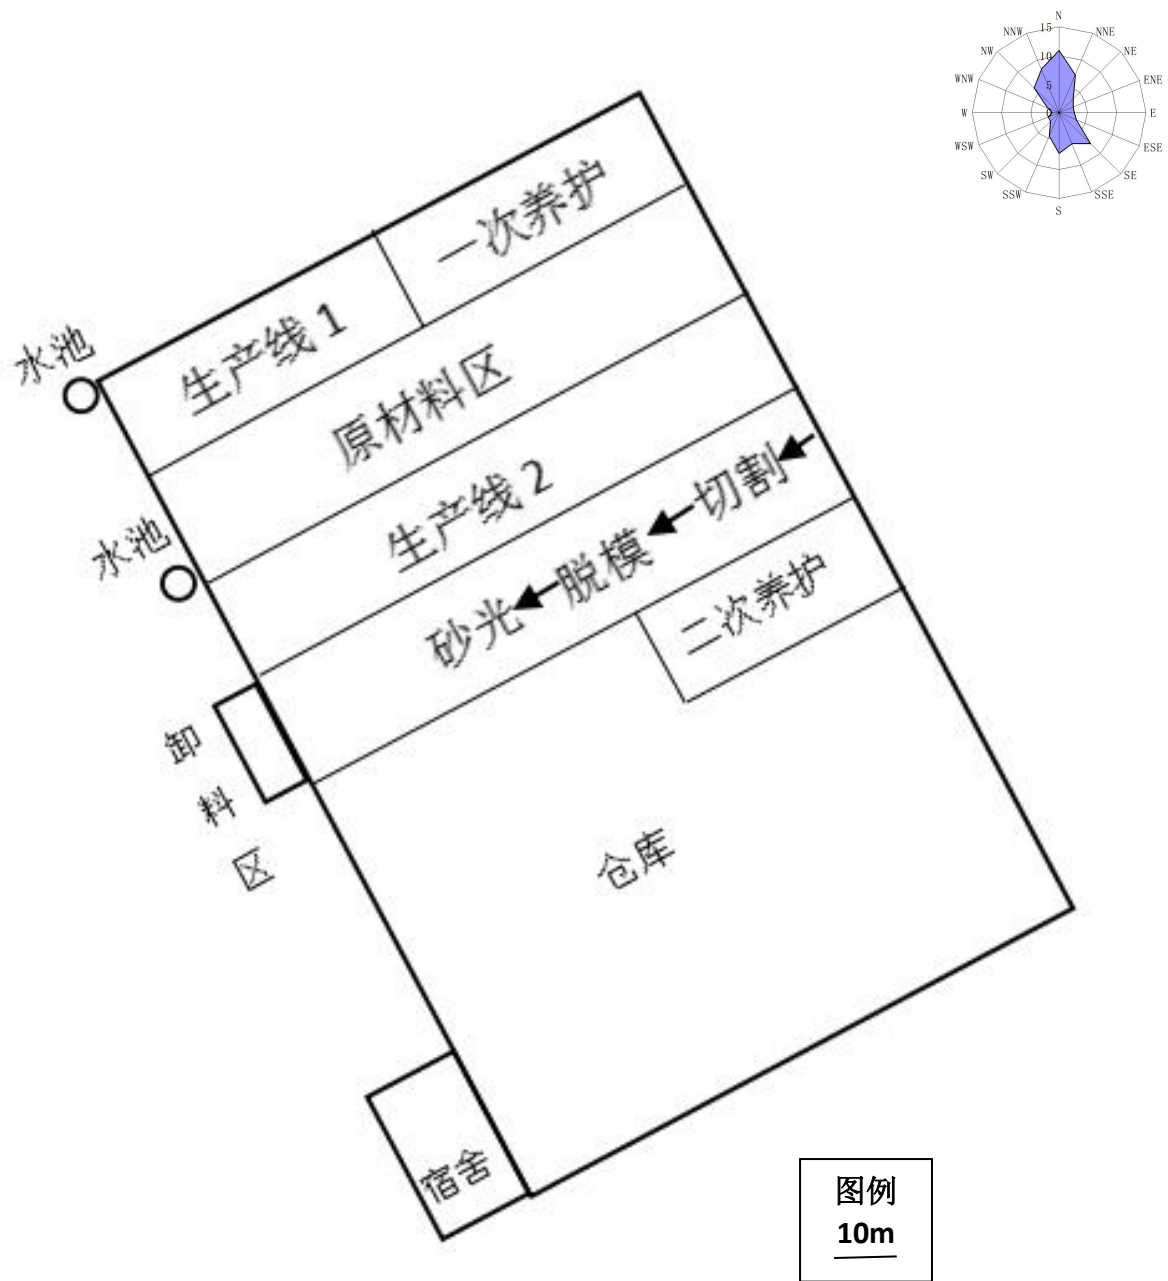 N
NNE
NE
ENE
E
ESE
SE
SSE
S
SSW
SW
WSW
W
WNW
NW
NNW
15
10
5
0
一次养护
生产线 1
水池
原材料区
生产线 2
水池
切割
脱模
砂光
二次养护
卸
料
区
仓库
宿舍
图例
10m